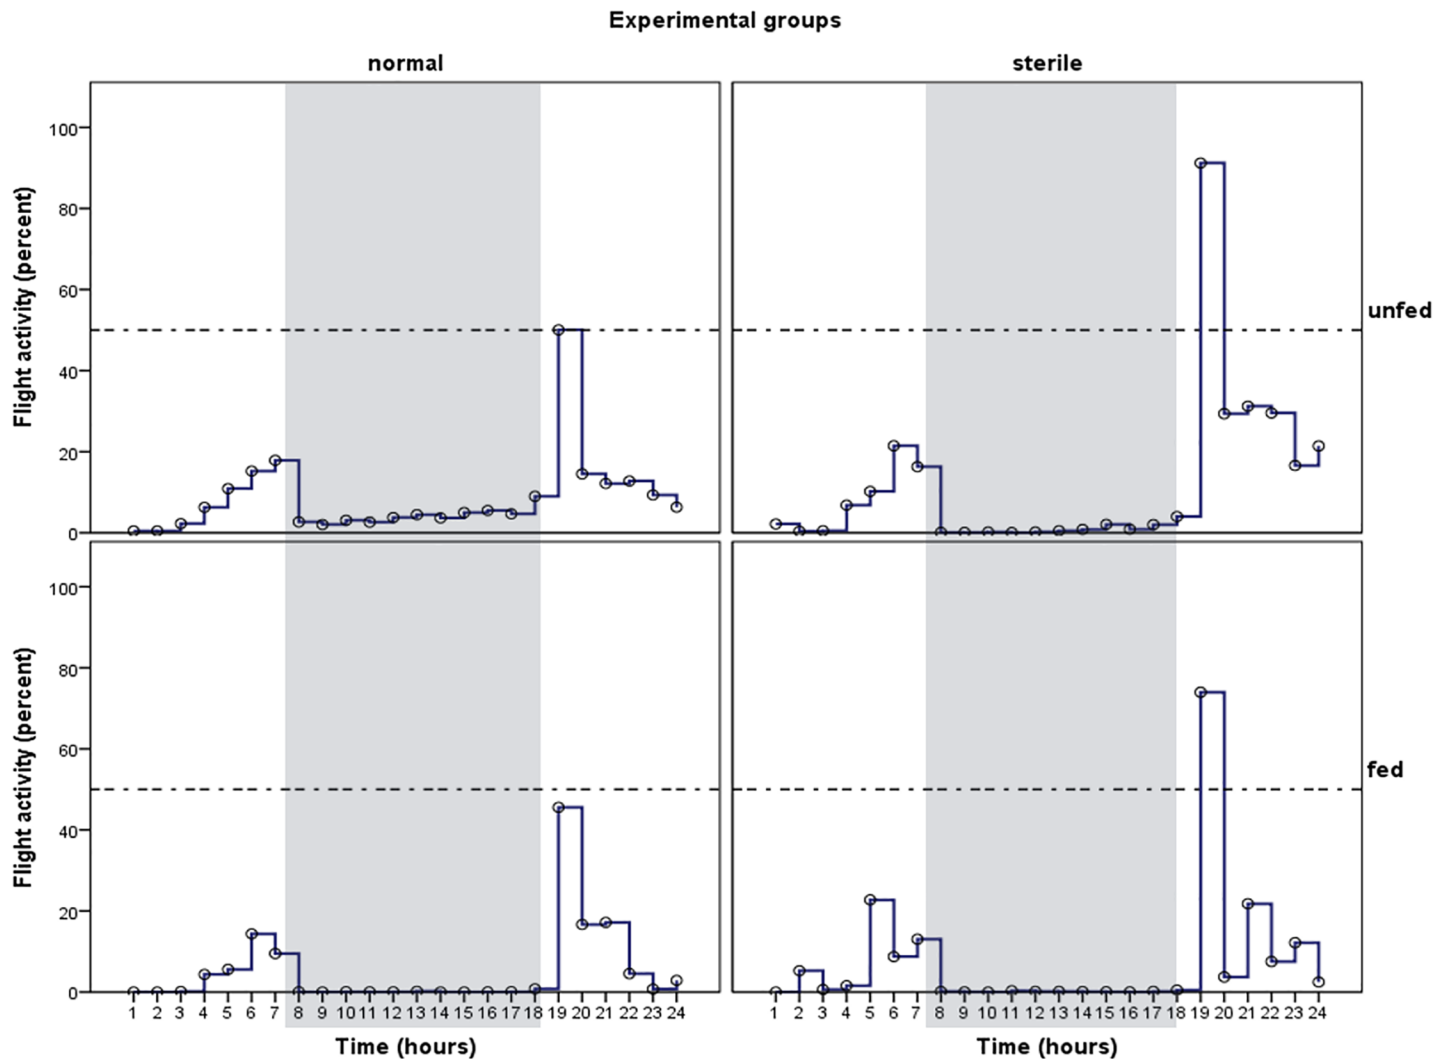 Experimental groups
normal sterile
Flight activity (percent)
100
80
60
40
20
0
unfed
Flight activity (percent)
100
80
60
40
20
0
fed
1 2 3 4 5 6 7 8 9 10 11 12 13 14 15 16 17 18 19 20 21 22 23 24
1 2 3 4 5 6 7 8 9 10 11 12 13 14 15 16 17 18 19 20 21 22 23 24
Time (hours) Time (hours)